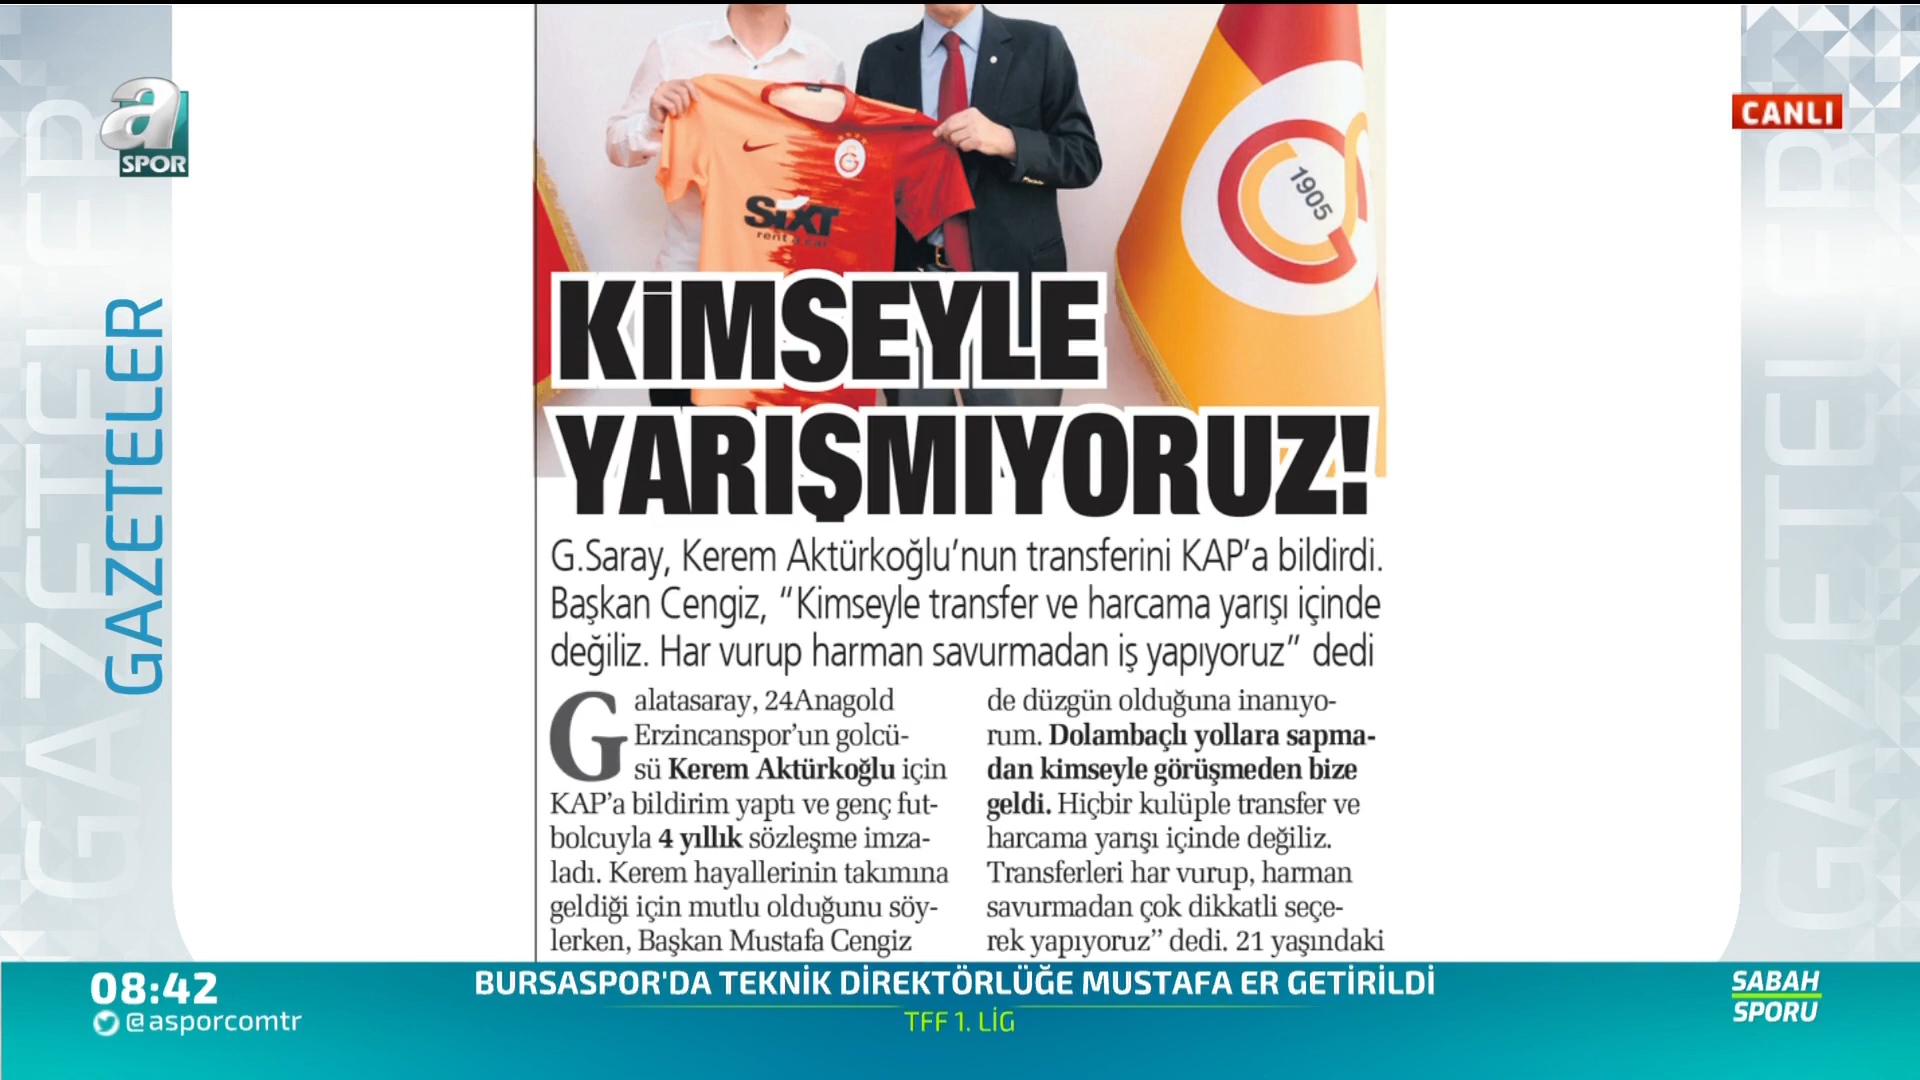 a
SPOR
CANLI
GAZETELER
GAZETELER
GAZETELER
SiXT
rent a car
1905
KİMSEYLE
YARIŞMIYORUZ!
G.Saray, Kerem Aktürkoğlu'nun transferini KAP'a bildirdi.
Başkan Cengiz, “Kimseyle transfer ve harcama yarışı içinde
değiliz. Har vurup harman savurmadan iş yapıyoruz” dedi
Galatasaray, 24Anagold
Erzincanspor'un golcü-
sü Kerem Aktürkoğlu için
KAP'a bildirim yaptı ve genç fut-
bolcuyla 4 yıllık sözleşme imza-
ladı. Kerem hayallerinin takımına
geldiği için mutlu olduğunu söy-
lerken, Başkan Mustafa Cengiz
de düzgün olduğuna inanıyo-
rum. Dolambaçlı yollara sapma-
dan kimseyle görüşmeden bize
geldi. Hiçbir kulüple transfer ve
harcama yarışı içinde değiliz.
Transferleri har vurup, harman
savurmadan çok dikkatli seçe-
rek yapıyoruz” dedi. 21 yaşındaki
08:42
@asporcomtr
BURSASPOR'DA TEKNİK DİREKTÖRLÜĞE MUSTAFA ER GETİRİLDİ
TFF 1. LİG
SABAH
SPORU